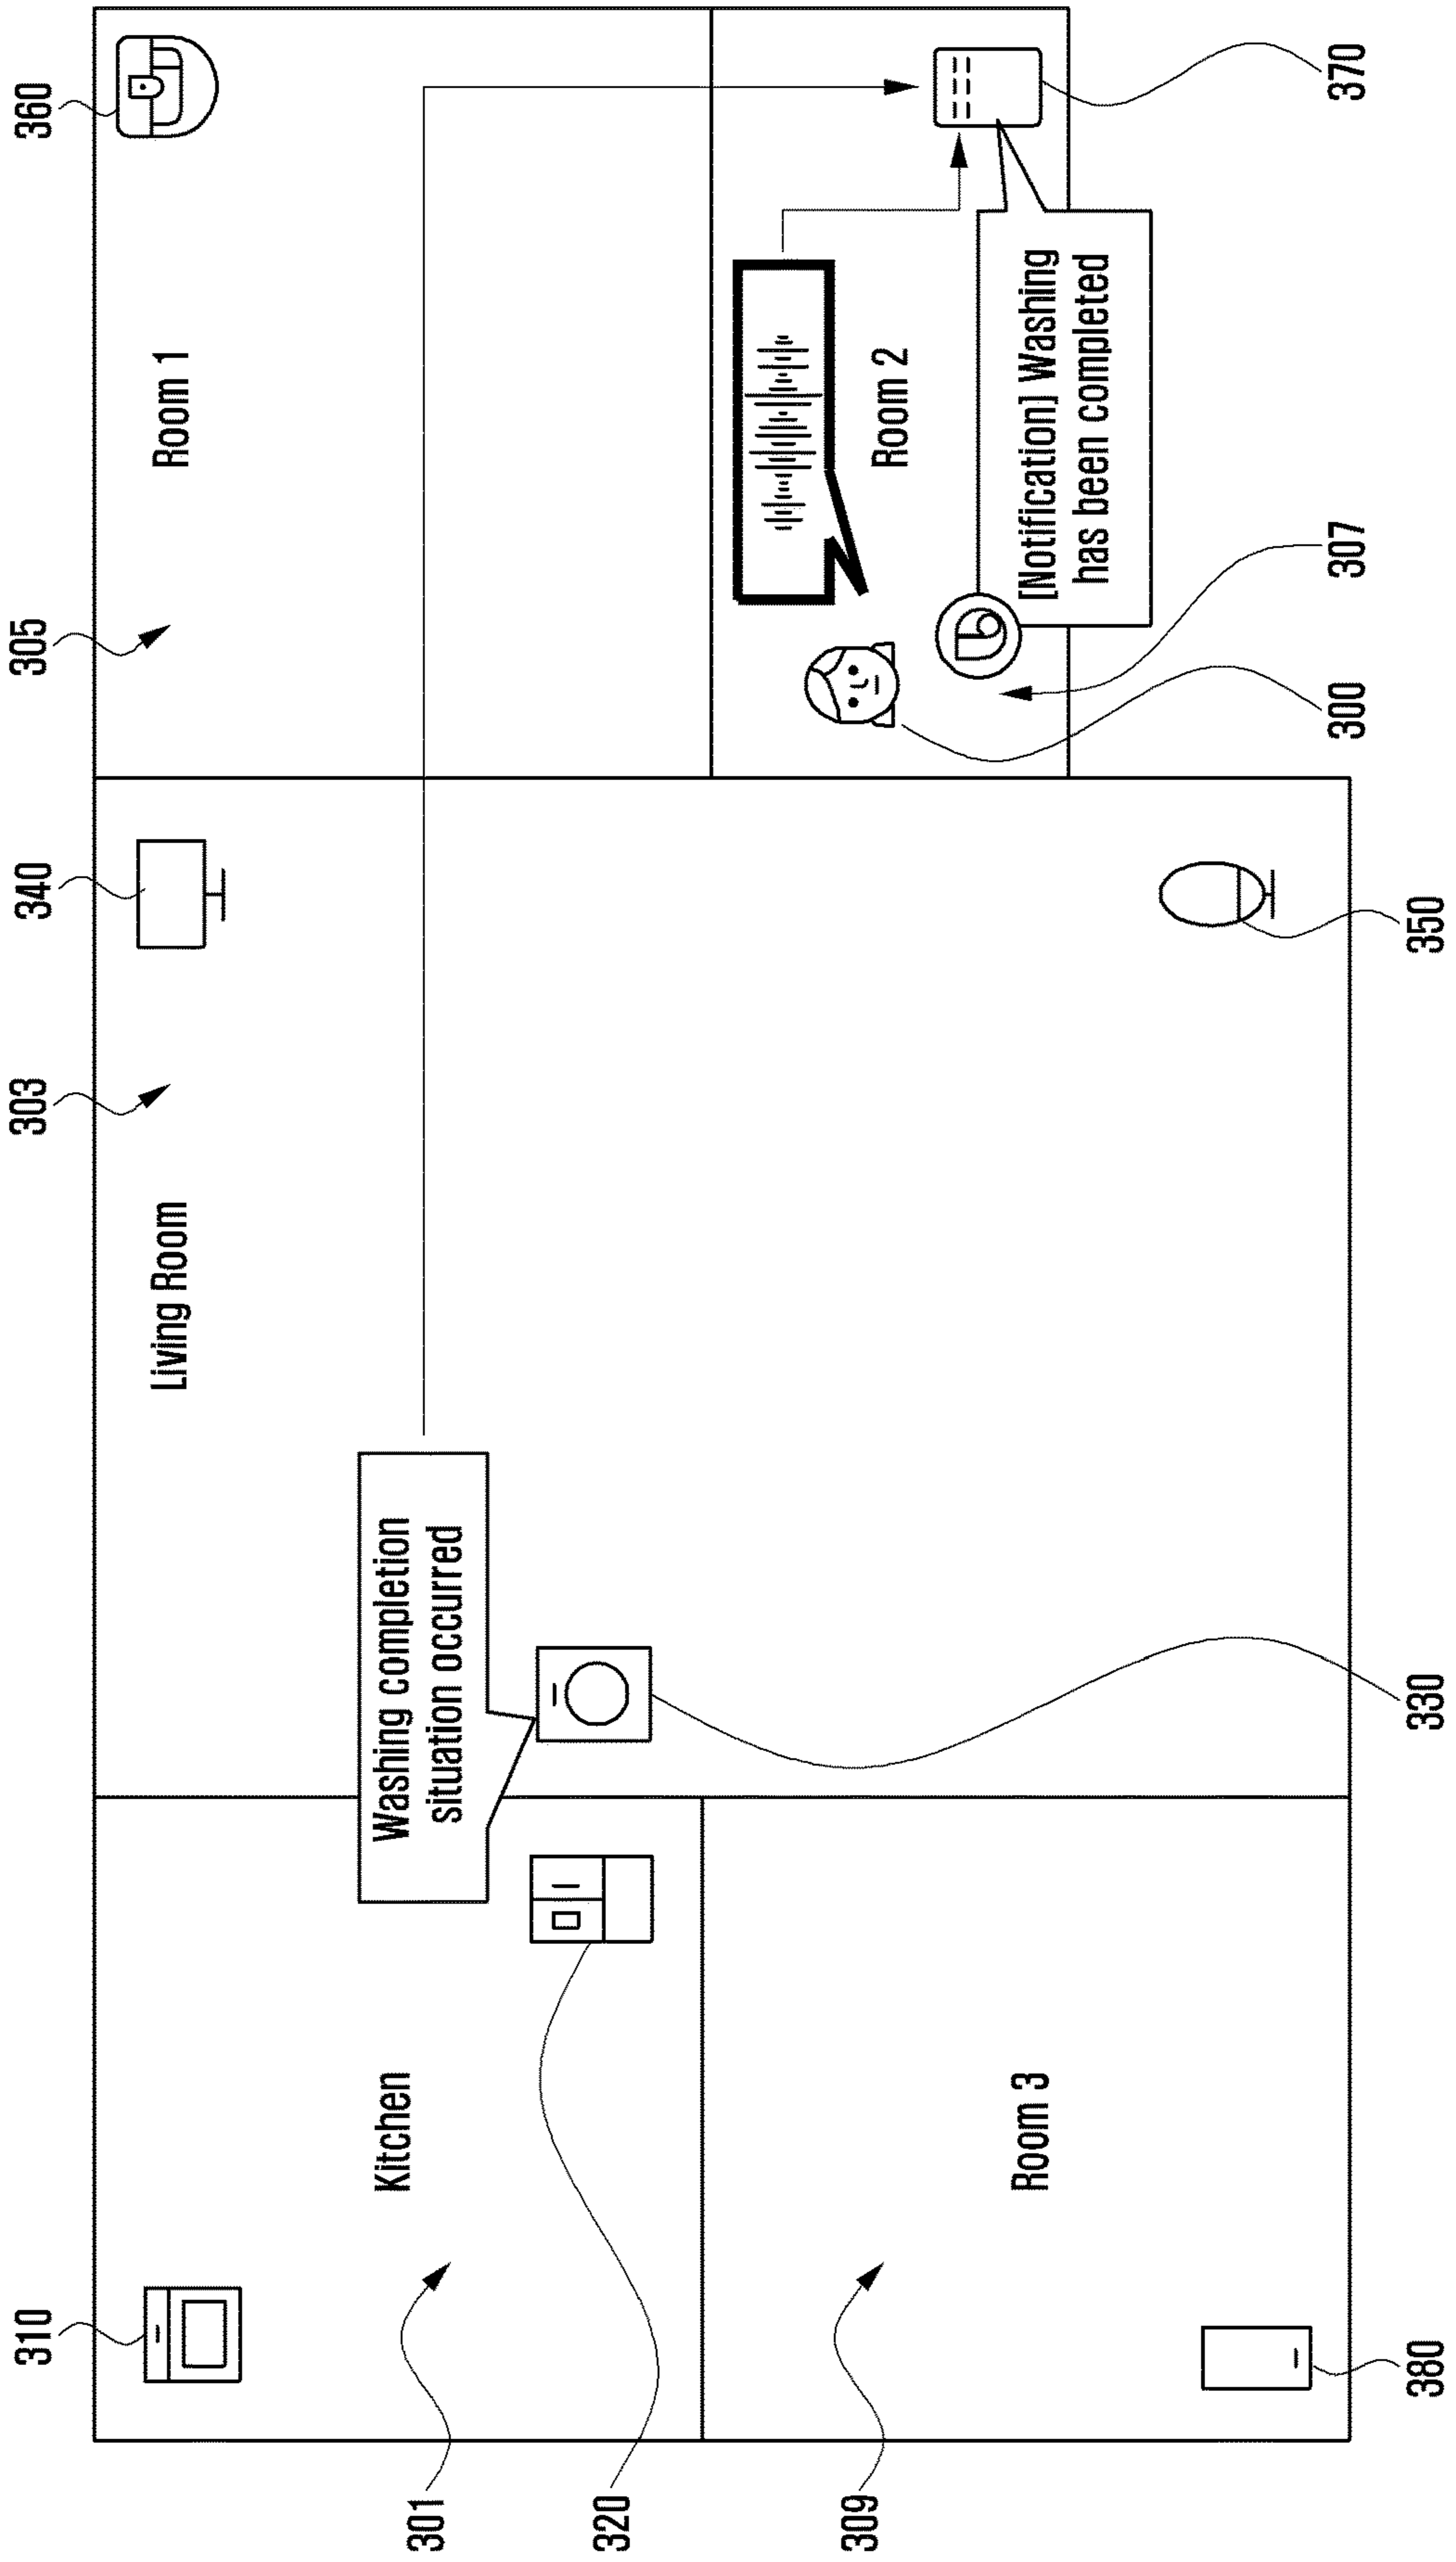 301
320
309
310
Kitchen
Room 3
380
Washing completion
situation occurred
330
Living Room
303
340
350
305
Room 1
360
Room 2
[Notification] Washing
has been completed
300
307
370